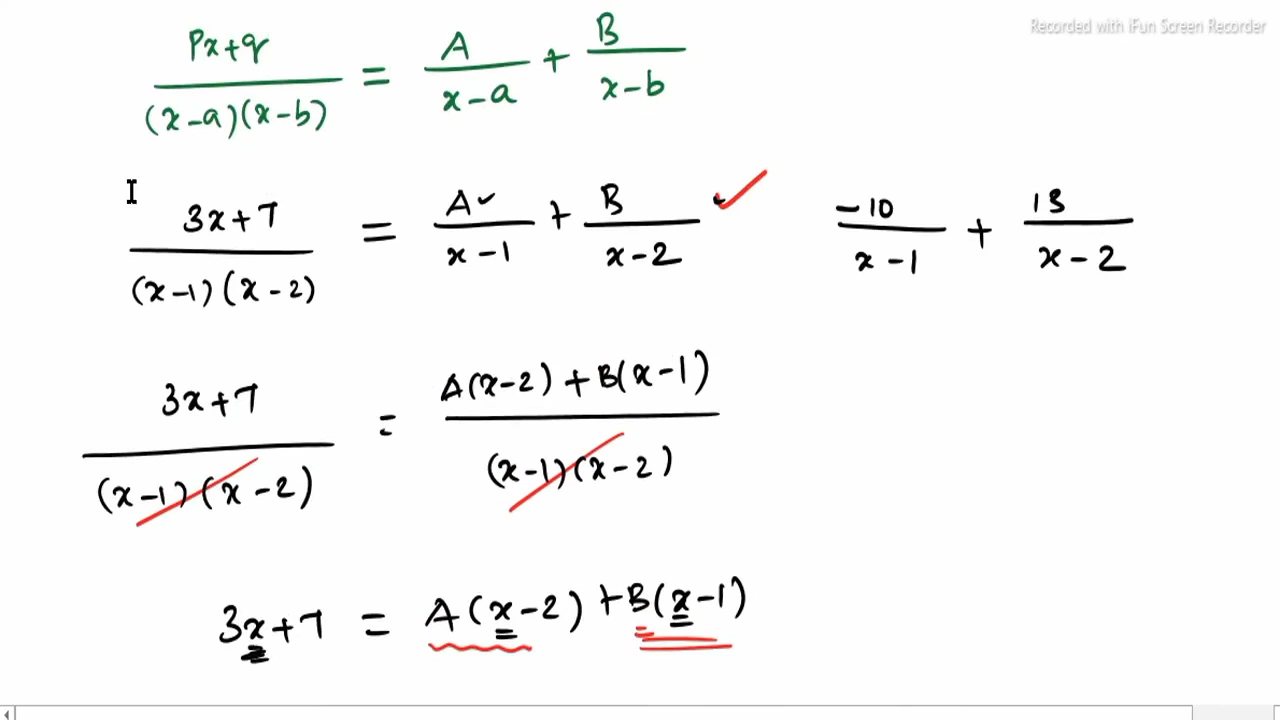 Recorded with iFun Screen Recorder
Px+q/(x-a)(x-b) = A/x-a + B/x-b
3x+7/(x-1)(x-2) = A✓/x-1 + B/x-2 ✓ -10/x-1 + 13/x-2
3x+7/(x-1)(x-2) = A(x-2)+B(x-1)/(x-1)(x-2)
3x+7 = A(x-2)+B(x-1)